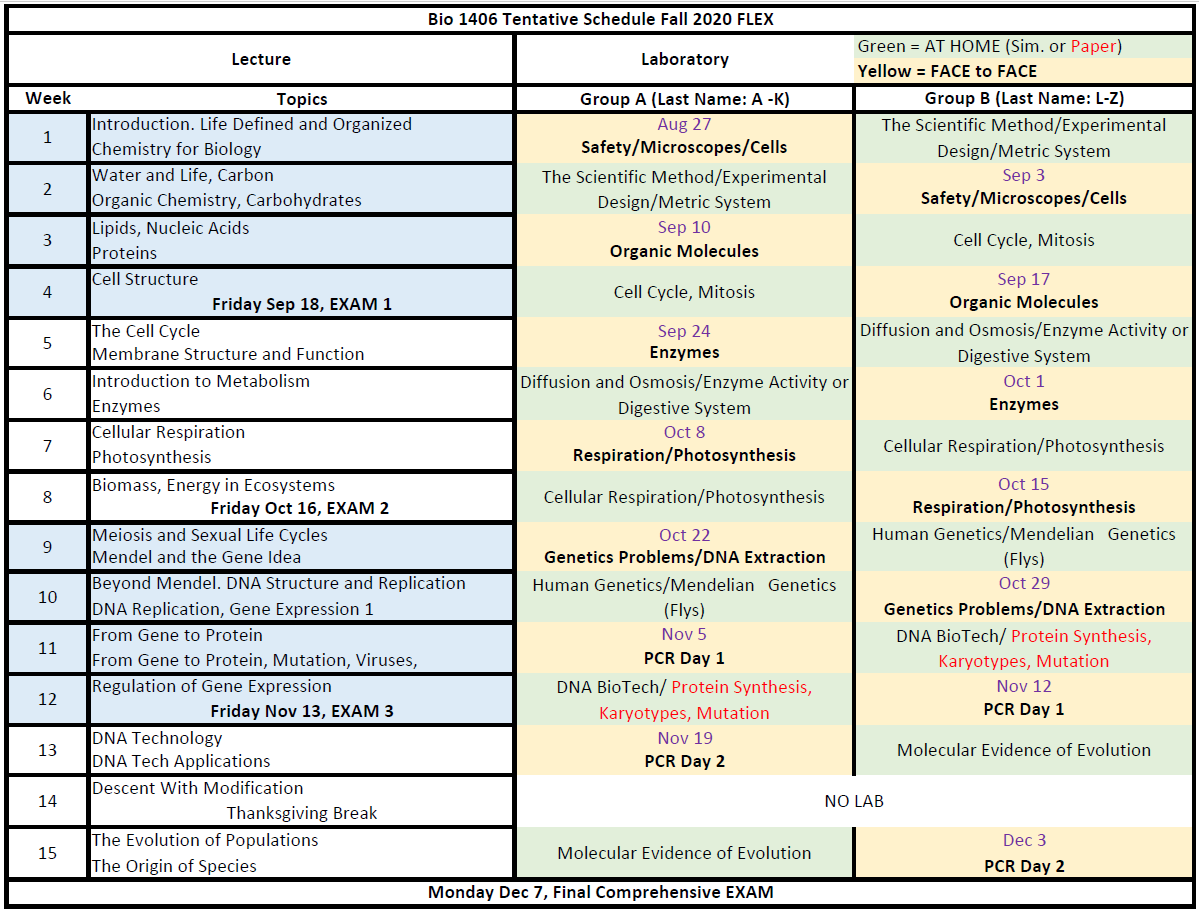 Bio 1406 Tentative Schedule Fall 2020 FLEX
Lecture
Laboratory
Green = AT HOME (Sim. or Paper)
Yellow = FACE to FACE
Week
Topics
Group A (Last Name: A -K)
Group B (Last Name: L-Z)
1
Introduction. Life Defined and Organized
Chemistry for Biology
Aug 27
Safety/Microscopes/Cells
The Scientific Method/Experimental
Design/Metric System
2
Water and Life, Carbon
Organic Chemistry, Carbohydrates
The Scientific Method/Experimental
Design/Metric System
Sep 3
Safety/Microscopes/Cells
3
Lipids, Nucleic Acids
Proteins
Sep 10
Organic Molecules
Cell Cycle, Mitosis
4
Cell Structure
Friday Sep 18, EXAM 1
Cell Cycle, Mitosis
Sep 17
Organic Molecules
5
The Cell Cycle
Membrane Structure and Function
Sep 24
Enzymes
Diffusion and Osmosis/Enzyme Activity or
Digestive System
6
Introduction to Metabolism
Enzymes
Diffusion and Osmosis/Enzyme Activity or
Digestive System
Oct 1
Enzymes
7
Cellular Respiration
Photosynthesis
Oct 8
Respiration/Photosynthesis
Cellular Respiration/Photosynthesis
8
Biomass, Energy in Ecosystems
Friday Oct 16, EXAM 2
Cellular Respiration/Photosynthesis
Oct 15
Respiration/Photosynthesis
9
Meiosis and Sexual Life Cycles
Mendel and the Gene Idea
Oct 22
Genetics Problems/DNA Extraction
Human Genetics/Mendelian Genetics
(Flys)
10
Beyond Mendel. DNA Structure and Replication
DNA Replication, Gene Expression 1
Human Genetics/Mendelian Genetics
(Flys)
Oct 29
Genetics Problems/DNA Extraction
11
From Gene to Protein
From Gene to Protein, Mutation, Viruses,
Nov 5
PCR Day 1
DNA BioTech/ Protein Synthesis,
Karyotypes, Mutation
12
Regulation of Gene Expression
Friday Nov 13, EXAM 3
DNA BioTech/ Protein Synthesis,
Karyotypes, Mutation
Nov 12
PCR Day 1
13
DNA Technology
DNA Tech Applications
Nov 19
PCR Day 2
Molecular Evidence of Evolution
14
Descent With Modification
Thanksgiving Break
NO LAB
15
The Evolution of Populations
The Origin of Species
Molecular Evidence of Evolution
Dec 3
PCR Day 2
Monday Dec 7, Final Comprehensive EXAM